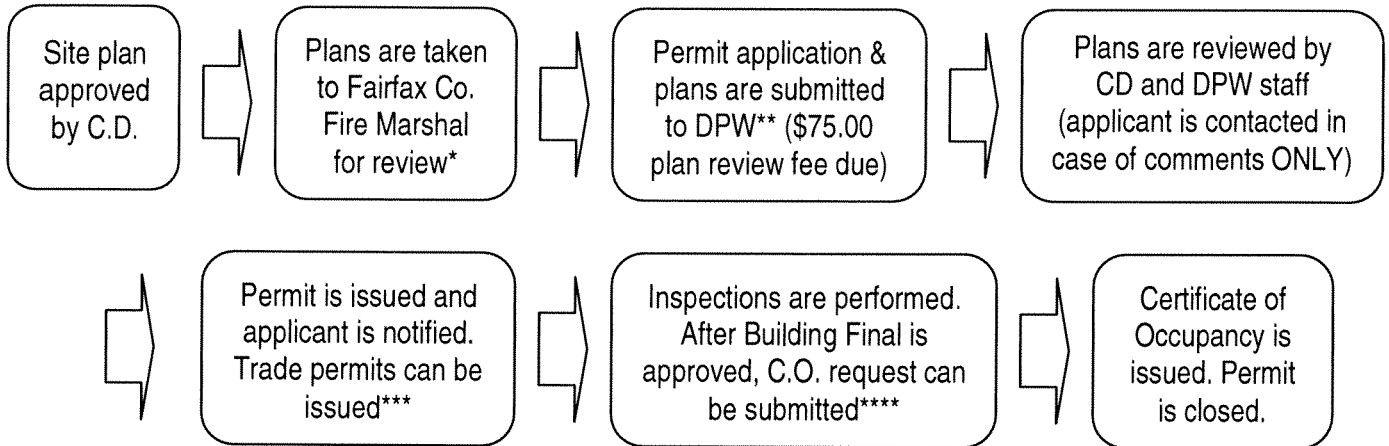 Site plan
approved
by C.D.
Plans are taken
to Fairfax Co.
Fire Marshal
for review*
Permit application &
plans are submitted
to DPW** ($75.00
plan review fee due)
Plans are reviewed by
CD and DPW staff
(applicant is contacted in
case of comments ONLY)
Permit is issued and
applicant is notified.
Trade permits can be
issued***
Inspections are performed.
After Building Final is
approved, C.O. request can
be submitted****
Certificate of
Occupancy is
issued. Permit
is closed.